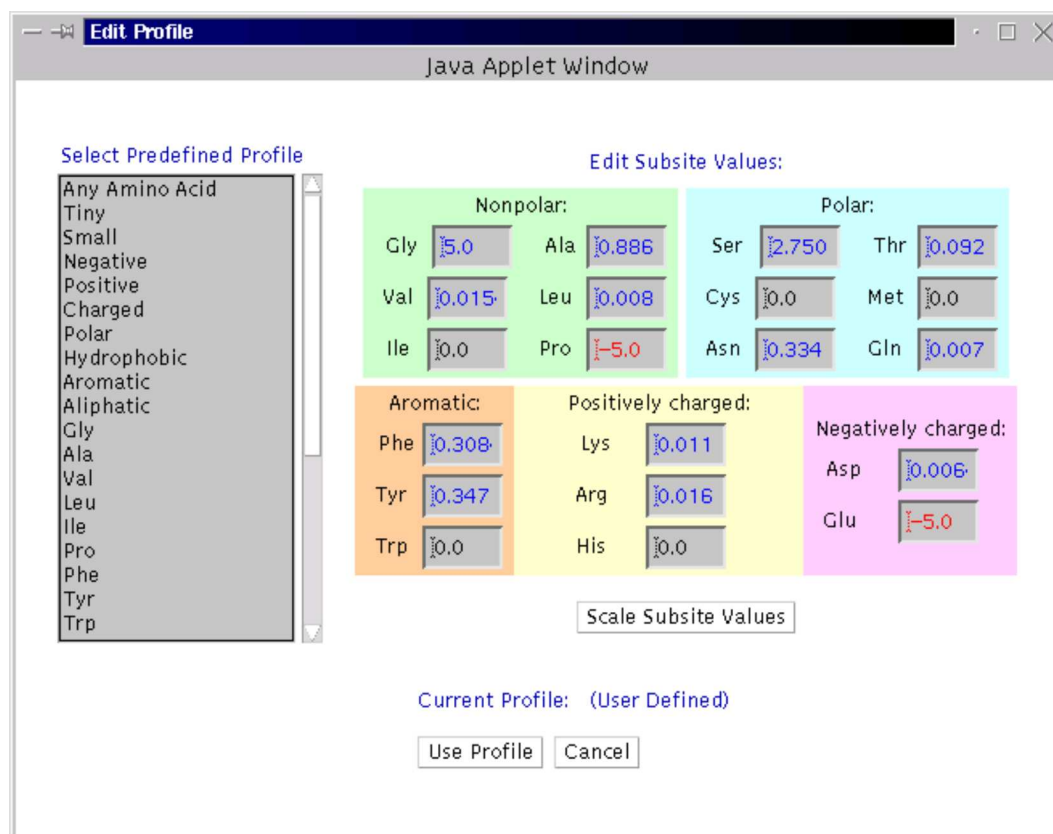 Edit Profile
Java Applet Window
Select Predefined Profile
Any Amino Acid
Tiny
Small
Negative
Positive
Charged
Polar
Hydrophobic
Aromatic
Aliphatic
Gly
Ala
Val
Leu
Ile
Pro
Phe
Tyr
Trp
Edit Subsite Values:
Nonpolar:
Gly 5.0 Ala 0.886
Val 0.015 Leu 0.008
Ile 0.0 Pro -5.0
Polar:
Ser 2.750 Thr 0.092
Cys 0.0 Met 0.0
Asn 0.334 Gln 0.007
Aromatic:
Phe 0.308
Tyr 0.347
Trp 0.0
Positively charged:
Lys 0.011
Arg 0.016
His 0.0
Negatively charged:
Asp 0.006
Glu -5.0
Scale Subsite Values
Current Profile: (User Defined)
Use Profile Cancel